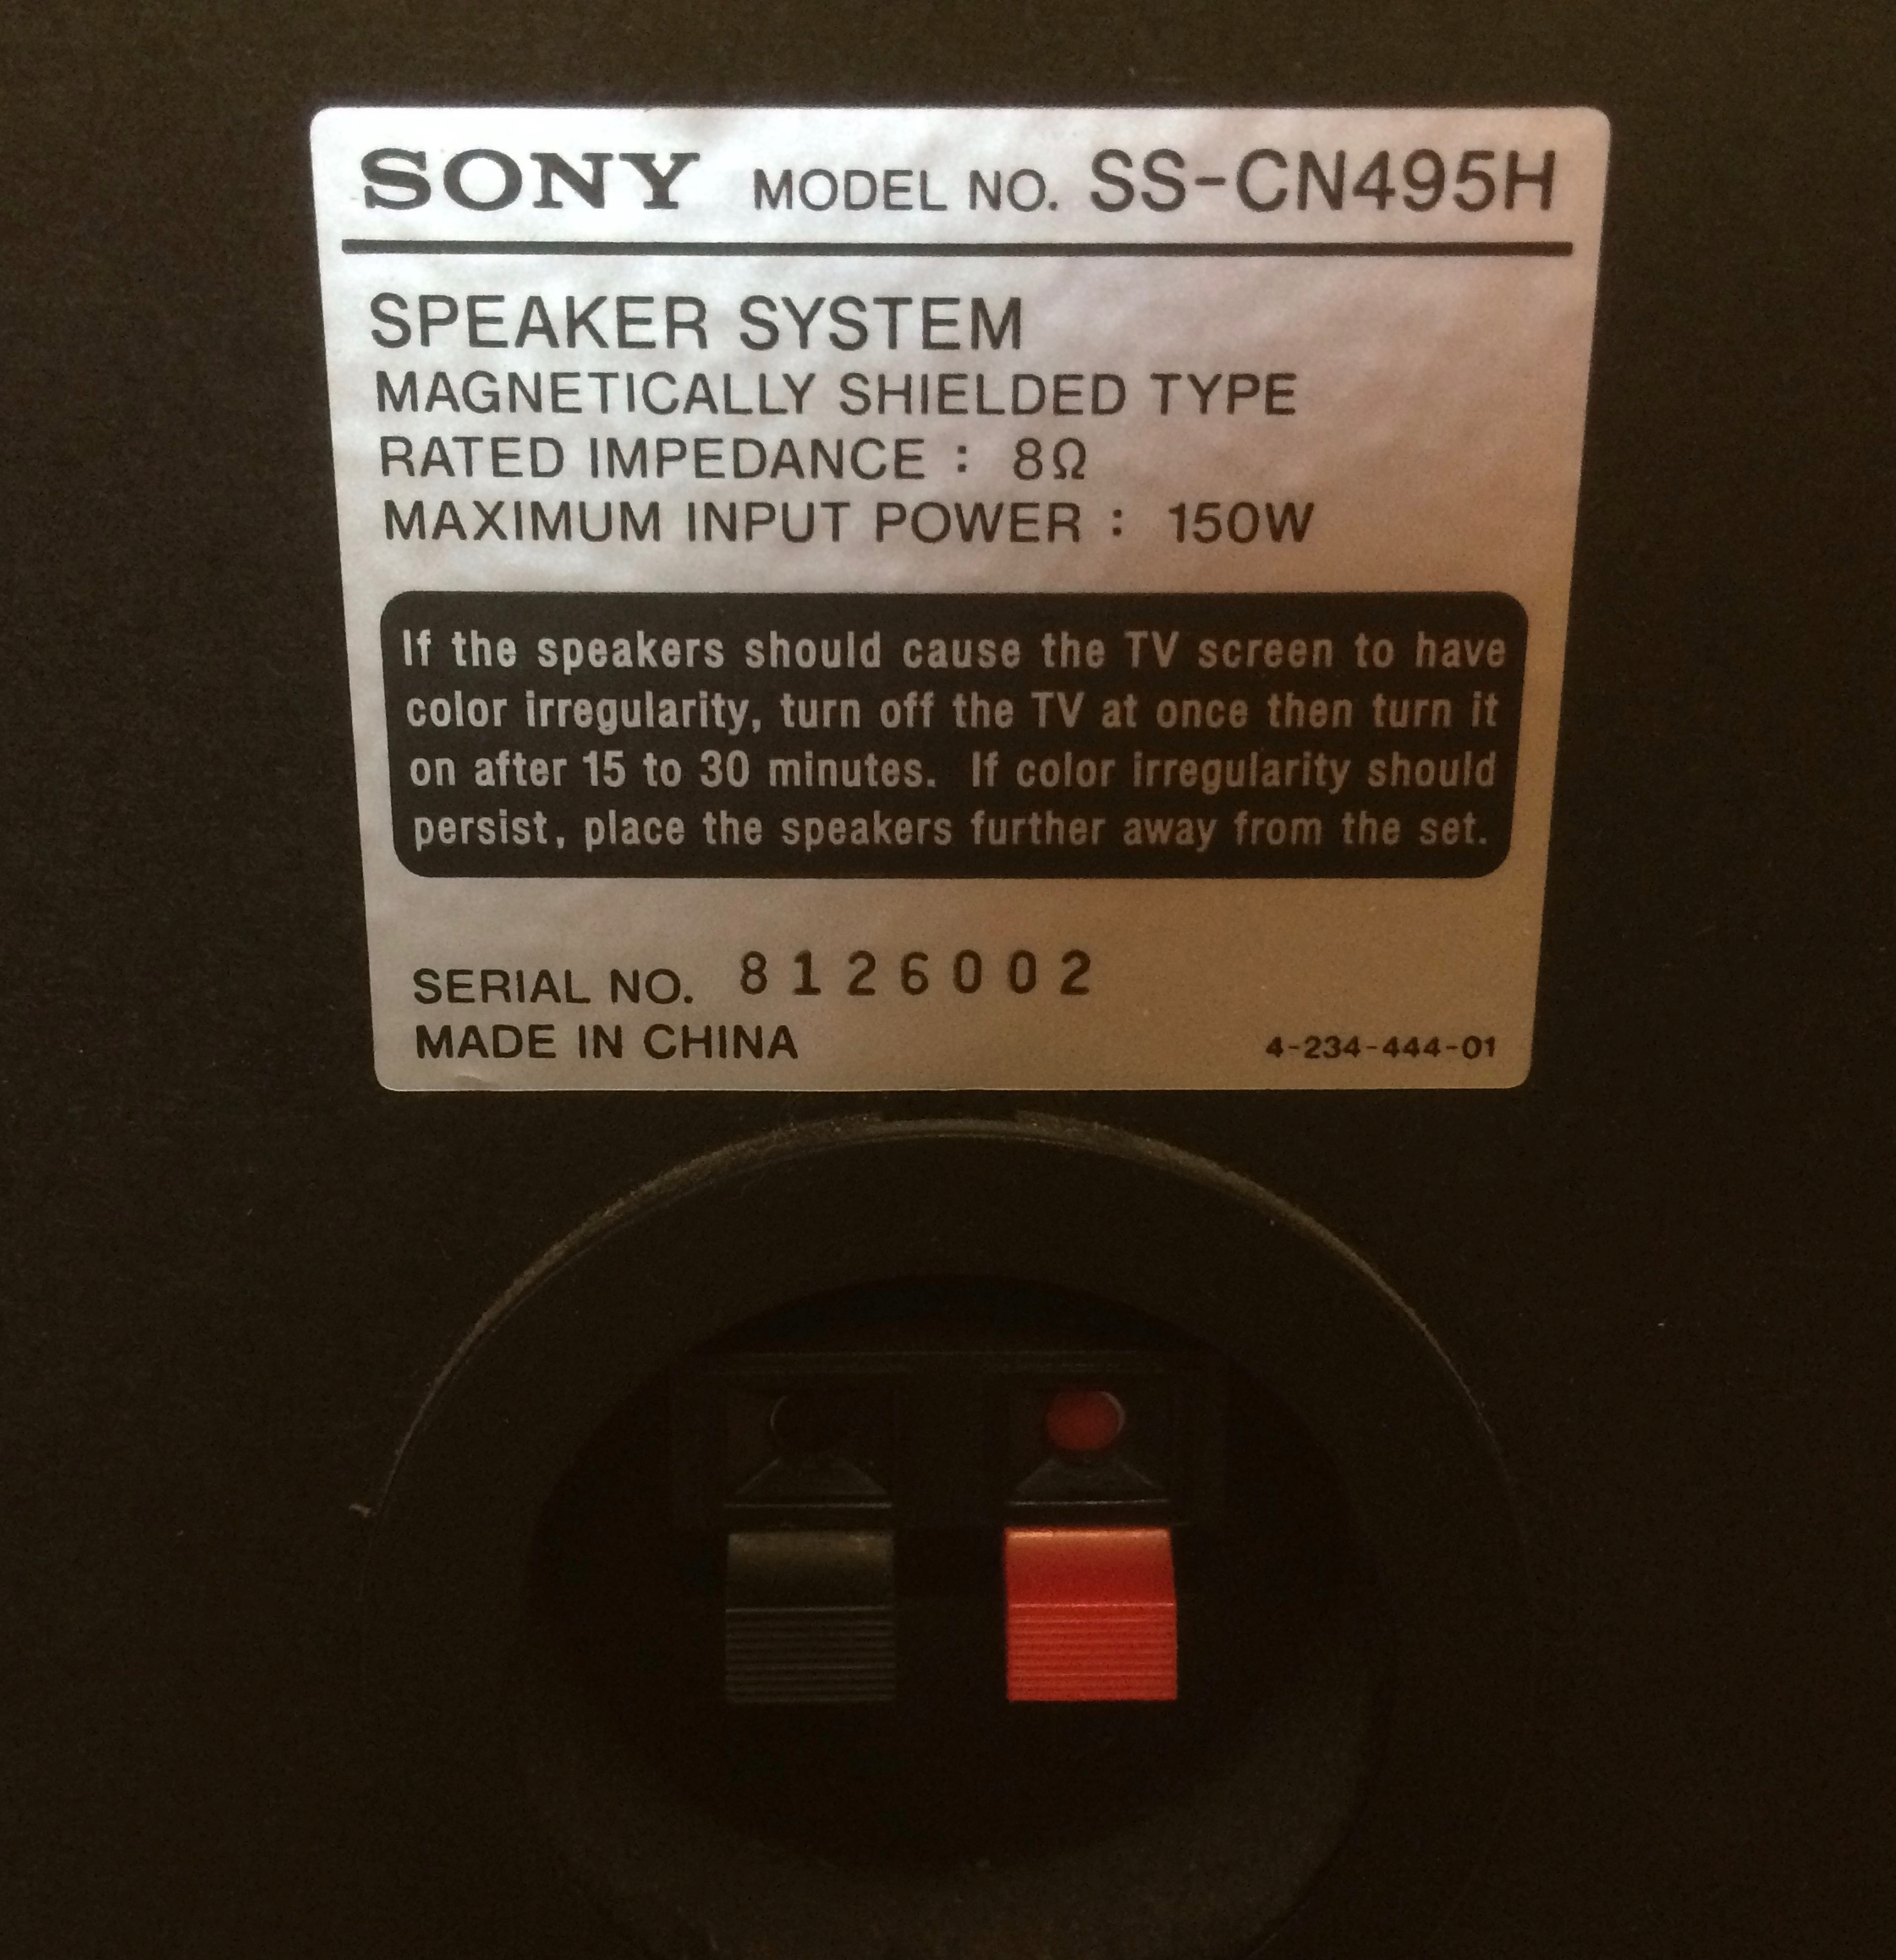 SONY MODEL NO. SS-CN495H
SPEAKER SYSTEM
MAGNETICALLY SHIELDED TYPE
RATED IMPEDANCE : 8Ω
MAXIMUM INPUT POWER : 150W
If the speakers should cause the TV screen to have
color irregularity, turn off the TV at once then turn it
on after 15 to 30 minutes. If color irregularity should
persist, place the speakers further away from the set.
SERIAL NO. 8126002
MADE IN CHINA 4-234-444-01